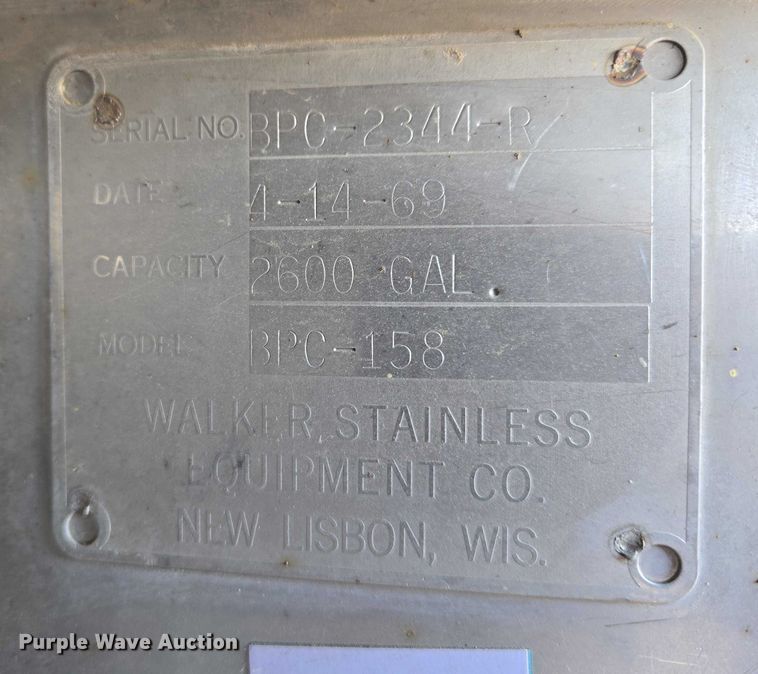 SERIAL NO. BPC-2344-R
DATE 4-14-69
CAPACITY 2600 GAL.
MODEL BPC-158
WALKER STAINLESS
EQUIPMENT CO.
NEW LISBON, WIS.
Purple Wave Auction